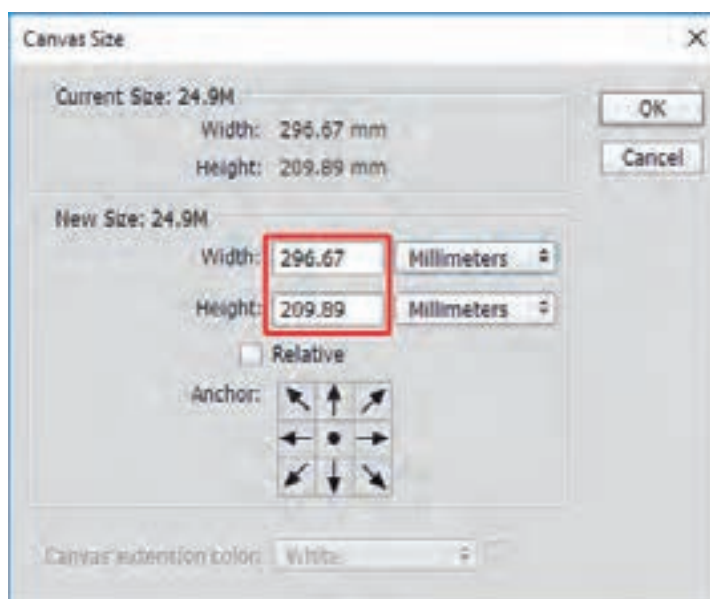 Canvas Size
Current Size: 24.9M
OK
Width: 296.67 mm
Height: 209.89 mm
Cancel
New Size: 24.9M
Width: 296.67 Millimeters
Height: 209.89 Millimeters
Relative
Anchor:
Canvas extention color: White